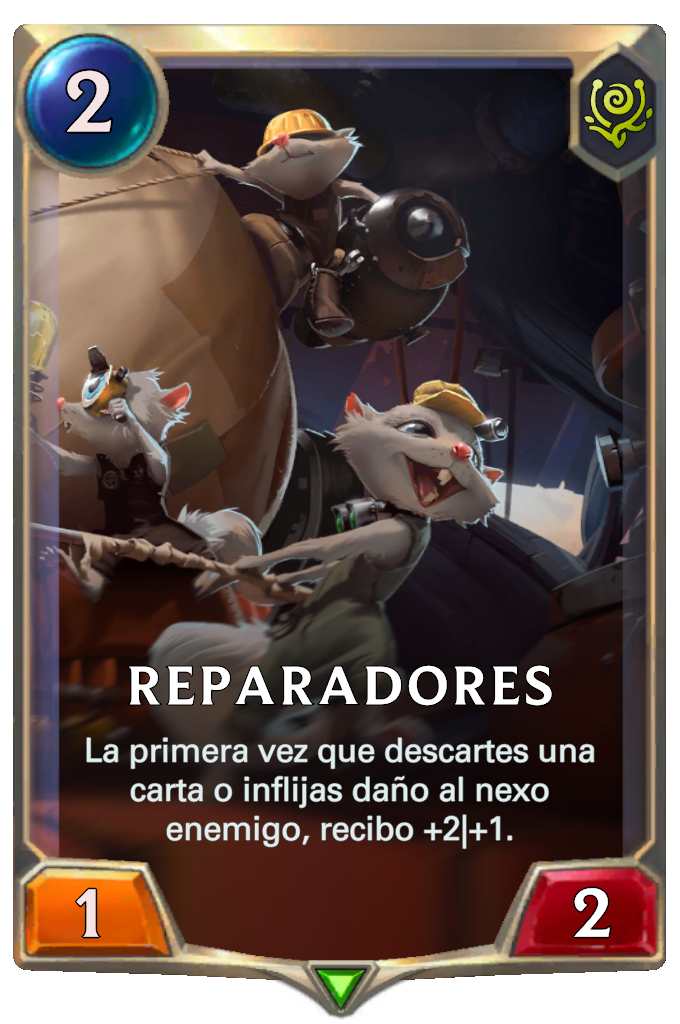 2
REPARADORES
La primera vez que descartes una
carta o inflijas daño al nexo
enemigo, recibo +2|+1.
1
2